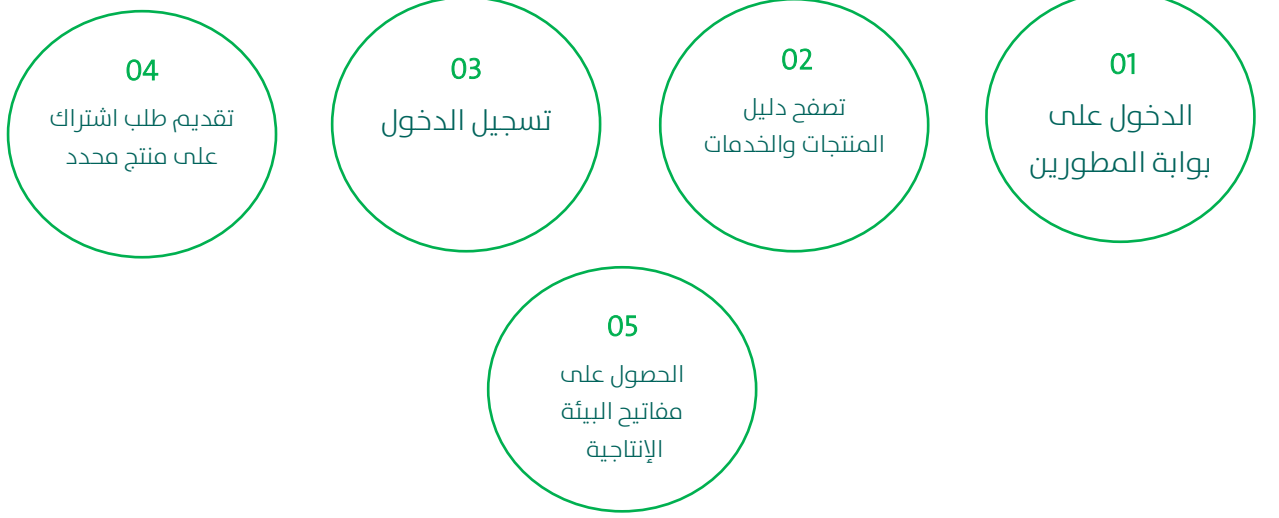 01
الدخول على
بوابة المطورين
02
تصفح دليل
المنتجات والخدمات
03
تسجيل الدخول
04
تقديم طلب اشتراك
على منتج محدد
05
الحصول على
مفاتيح البيئة
الإنتاجية